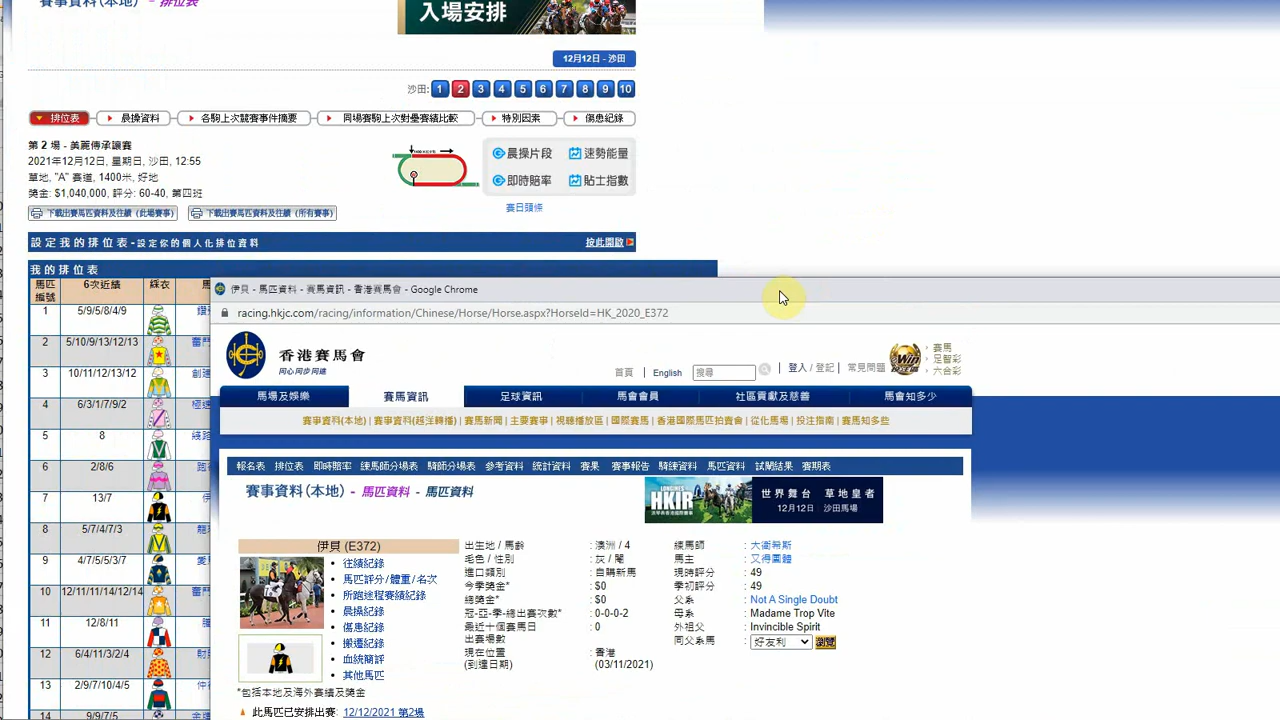 賽事資料(本地) - 排位表
入場安排
12月12日 - 沙田
沙田: 1 2 3 4 5 6 7 8 9 10
排位表 晨操資料 各駒上次競賽事件摘要 同場賽駒上次對壘賽績比較 特別因素 傷患紀錄
第 2 場 - 美麗傳承讓賽
2021年12月12日, 星期日, 沙田, 12:55
草地, "A" 賽道, 1400米, 好地
獎金: $1,040,000, 評分: 60-40, 第四班
晨操片段 速勢能量
即時賠率 貼士指數
賽日頭條
下載出賽馬匹資料及往績 (此場賽事) 下載出賽馬匹資料及往績 (所有賽事)
設定我的排位表-設定你的個人化排位資料 按此開啟
我的排位表
馬匹編號 6次近績 綵衣 馬
1 5/9/5/8/4/9
2 5/10/9/13/12/13 奮鬥
3 10/11/12/13/12 創建
4 6/3/1/7/9/2 極速
5 8
6 2/8/6 跑
7 13/7 伊
8 5/7/4/7/3 龍
9 4/7/5/5/3/7 愛
10 12/11/11/14/12/14 奮鬥
11 12/8/11
12 6/4/11/3/2/4 財
13 2/9/7/10/4/5 仲
14 9/9/7/5 金
伊貝 - 馬匹資料 - 賽馬資訊 - 香港賽馬會 - Google Chrome
racing.hkjc.com/racing/information/Chinese/Horse/Horse.aspx?HorseId=HK_2020_E372
香港賽馬會
同心同步同進
首頁 | English 搜尋 | 登入 / 登記 | 常見問題
Win
賽馬
足智彩
六合彩
馬場及娛樂 賽馬資訊 足球資訊 馬會會員 社區貢獻及慈善 馬會知多少
賽事資料(本地) | 賽事資料(越洋轉播) | 賽馬新聞 | 主要賽事 | 視聽播放區 | 國際賽馬 | 香港國際馬匹拍賣會 | 從化馬場 | 投注指南 | 賽馬知多些
報名表 排位表 即時賠率 練馬師分場表 騎師分場表 參考資料 統計資料 賽果 賽事報告 騎練資料 馬匹資料 試閘結果 賽期表
賽事資料(本地) - 馬匹資料 - 馬匹資料
LONGINES
HKIR
世界舞台 草地皇者
12月12日 沙田馬場
伊貝 (E372)
往績紀錄
馬匹評分/體重/名次
所跑途程賽績紀錄
晨操紀錄
傷患紀錄
搬遷紀錄
血統簡評
其他馬匹
出生地 / 馬齡 : 澳洲 / 4
毛色 / 性別 : 灰 / 閹
進口類別 : 自購新馬
今季獎金* : $0
總獎金* : $0
冠-亞-季-總出賽次數* : 0-0-0-2
最近十個賽馬日
出賽場數 : 0
現在位置
(到達日期) : 香港
(03/11/2021)
練馬師 : 大衛希斯
馬主 : 又得團體
現時評分 : 49
季初評分 : 49
父系 : Not A Single Doubt
母系 : Madame Trop Vite
外祖父 : Invincible Spirit
同父系馬 : 好友利 瀏覽
*包括本地及海外賽績及獎金
此馬匹已安排出賽: 12/12/2021 第2場